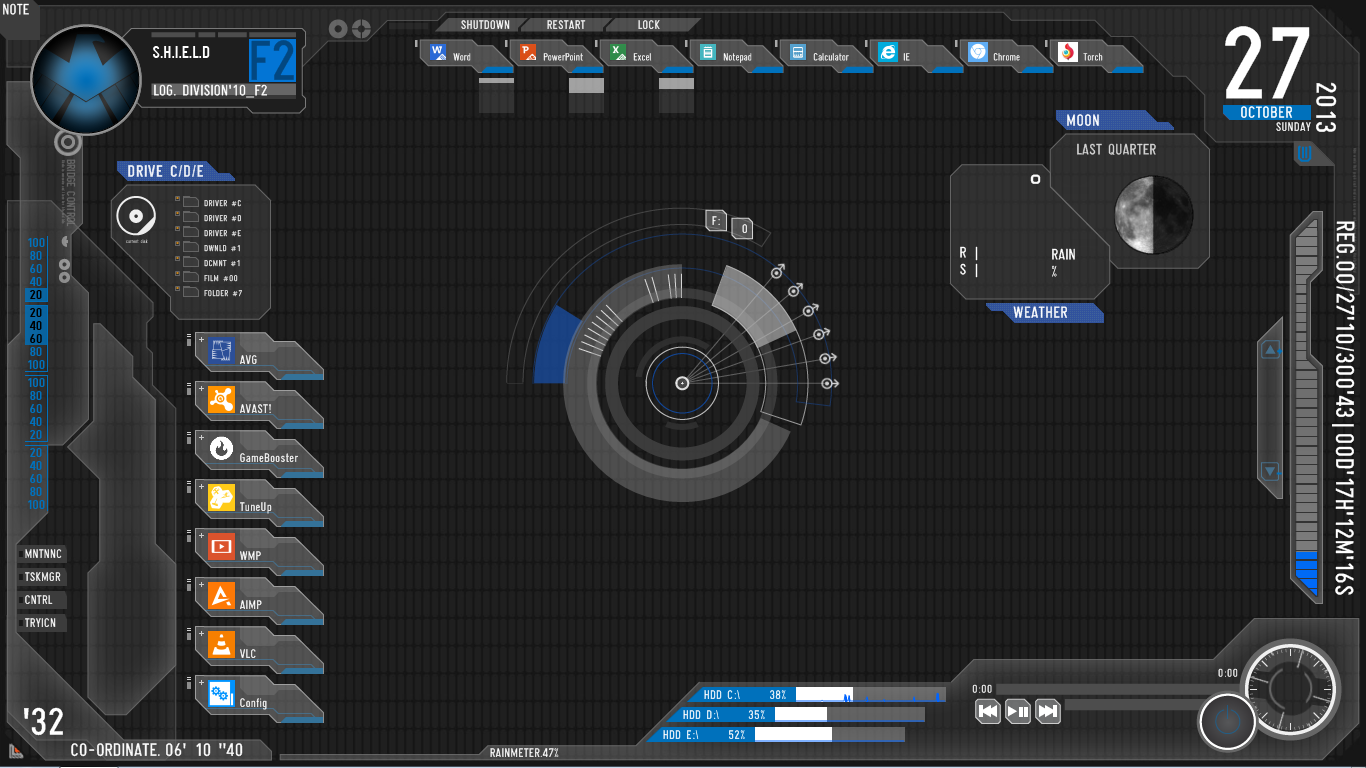 NOTE
SHUTDOWN RESTART LOCK
S.H.I.E.L.D
F2
LOG. DIVISION'10_F2
Word PowerPoint Excel Notepad Calculator IE Chrome Torch
27
2013
OCTOBER
SUNDAY
MOON
LAST QUARTER
R |
S |
RAIN
%
WEATHER
BRIDGE CONTROL
DRIVE C/D/E
DRIVER #C
DRIVER #D
DRIVER #E
DWNLD #1
DCMNT #1
FILM #00
FOLDER #7
current disk
F: 0
100
80
60
40
20
20
40
60
80
100
100
80
60
40
20
20
40
60
80
100
AVG
AVAST!
GameBooster
TuneUp
WMP
AIMP
VLC
Config
MNTNNC
TSKMGR
CNTRL
TRYICN
REG.00/27'10/300'43 | 00D'17H'12M'16S
HDD C:\ 38%
HDD D:\ 35%
HDD E:\ 52%
0:00
0:00
'32
CO-ORDINATE. 06' 10 "40
RAINMETER.47%